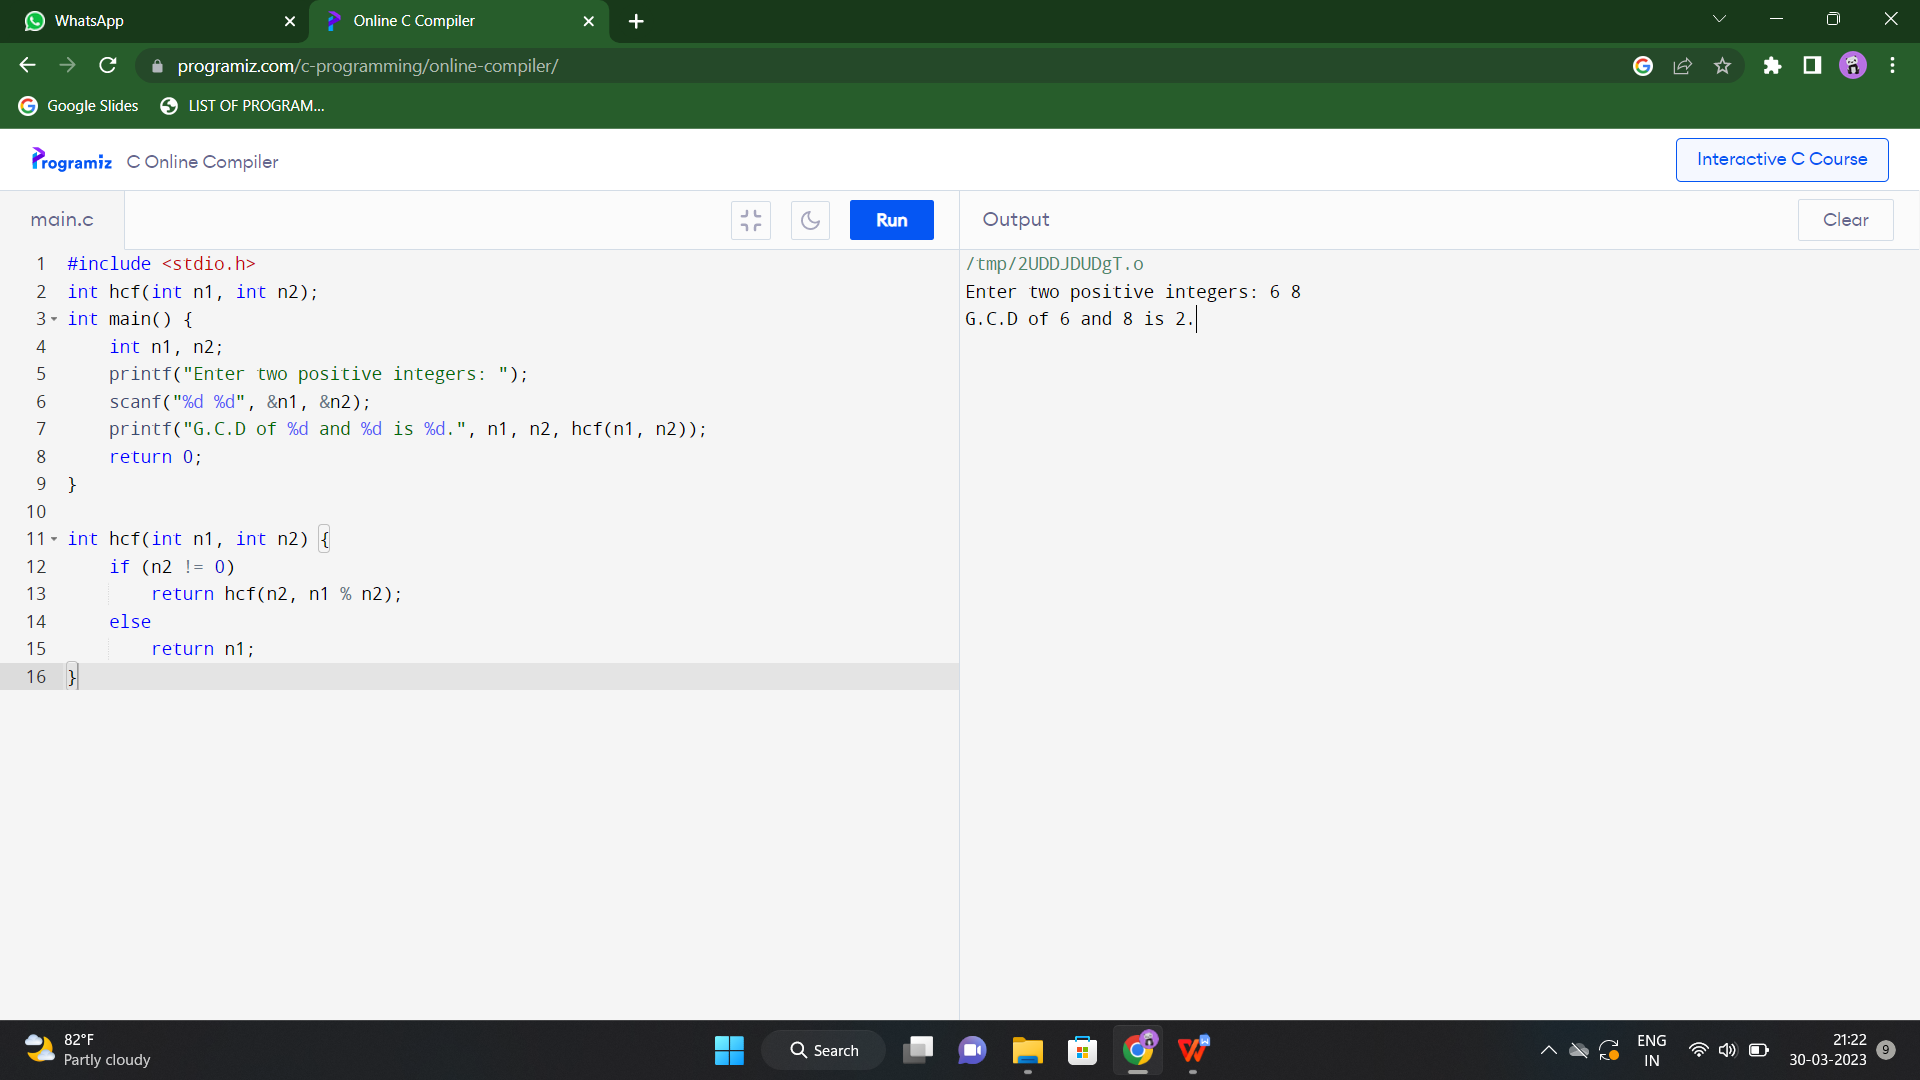 WhatsApp
Online C Compiler
programiz.com/c-programming/online-compiler/
Google Slides
LIST OF PROGRAM...
Programiz
C Online Compiler
Interactive C Course
main.c
Run
Output
Clear
1 #include <stdio.h>
2 int hcf(int n1, int n2);
3 int main() {
4     int n1, n2;
5     printf("Enter two positive integers: ");
6     scanf("%d %d", &n1, &n2);
7     printf("G.C.D of %d and %d is %d.", n1, n2, hcf(n1, n2));
8     return 0;
9 }
10
11 int hcf(int n1, int n2) {
12     if (n2 != 0)
13         return hcf(n2, n1 % n2);
14     else
15         return n1;
16 }
/tmp/2UDDJDUDgT.o
Enter two positive integers: 6 8
G.C.D of 6 and 8 is 2.
82°F
Partly cloudy
Search
ENG
IN
21:22
30-03-2023
9